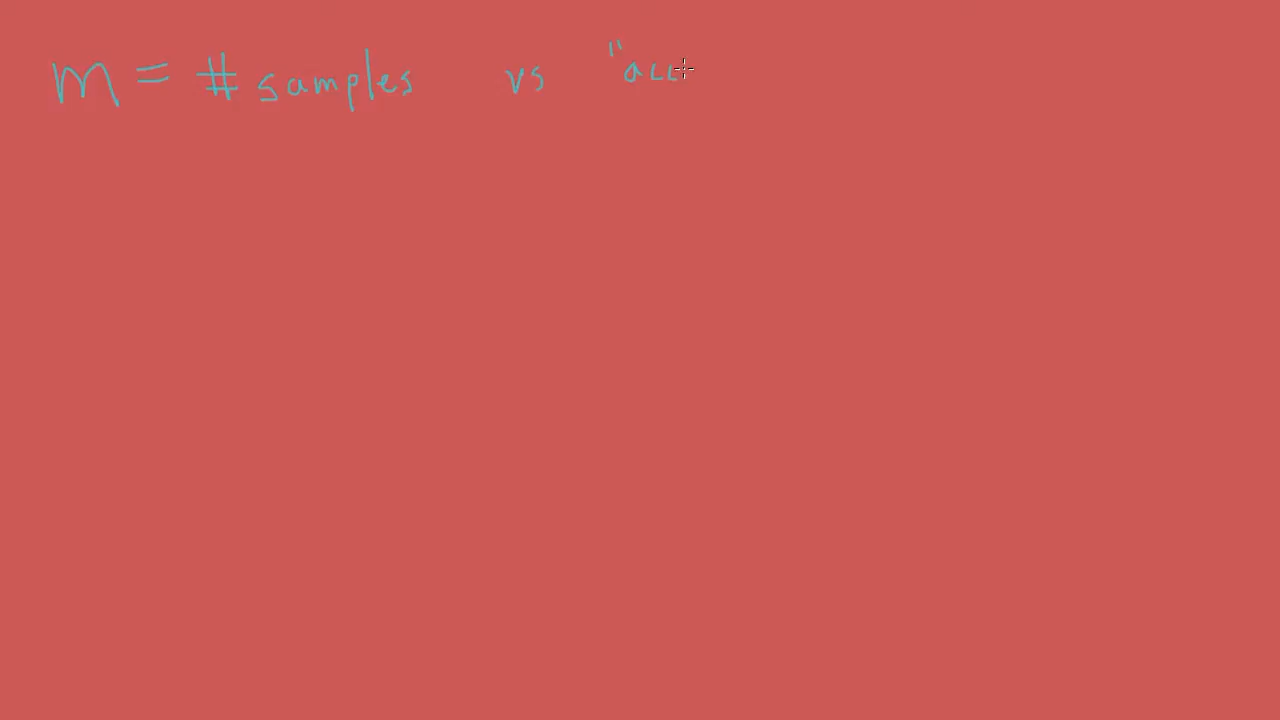 m = # samples vs "all